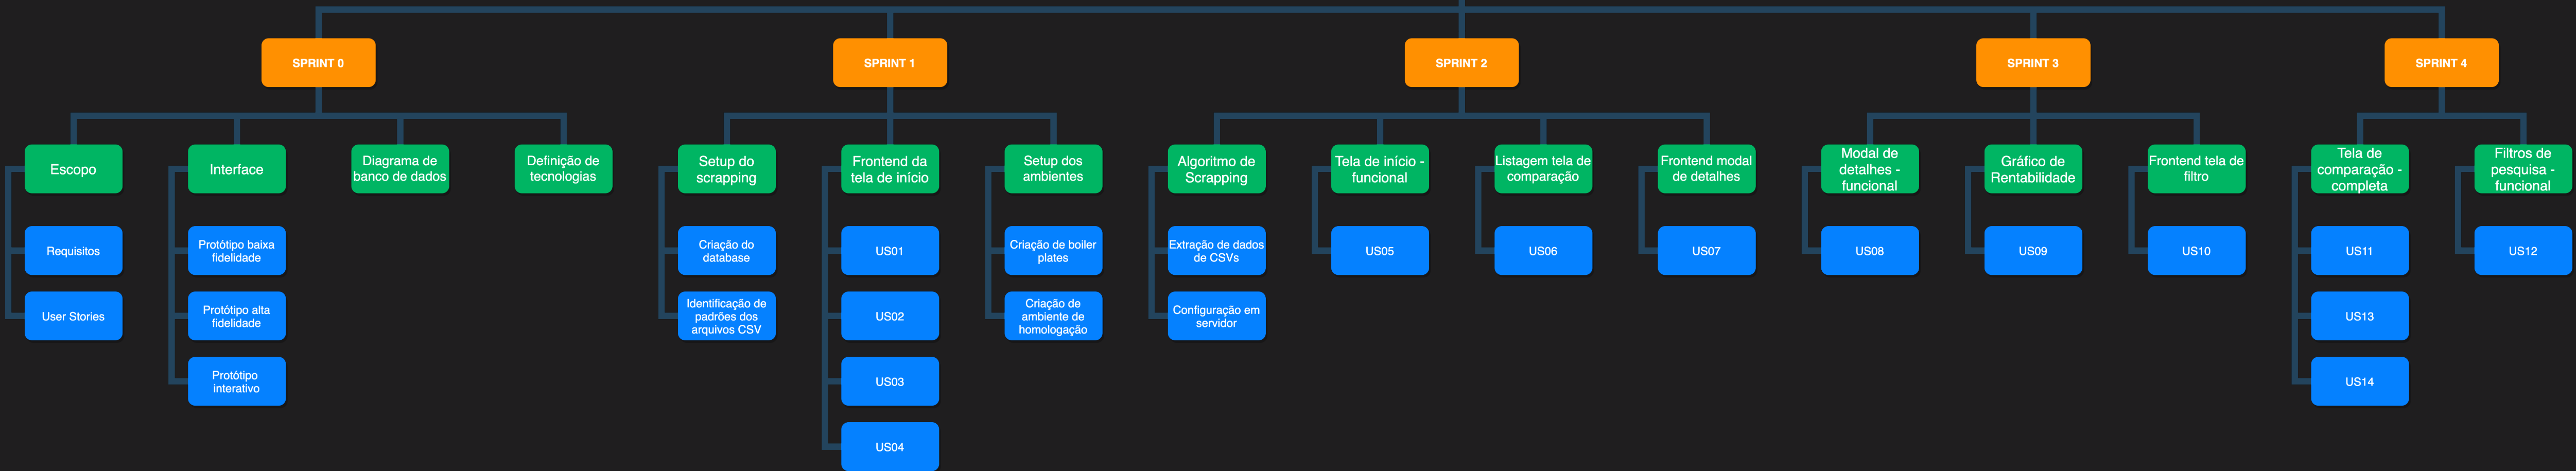 SPRINT 0
SPRINT 1
SPRINT 2
SPRINT 3
SPRINT 4
Escopo
Interface
Diagrama de
banco de dados
Definição de
tecnologias
Setup do
scrapping
Frontend da
tela de início
Setup dos
ambientes
Algoritmo de
Scrapping
Tela de início -
funcional
Listagem tela de
comparação
Frontend modal
de detalhes
Modal de
detalhes -
funcional
Gráfico de
Rentabilidade
Frontend tela de
filtro
Tela de
comparação -
completa
Filtros de
pesquisa -
funcional
Requisitos
Protótipo baixa
fidelidade
Criação do
database
US01
Criação de boiler
plates
Extração de dados
de CSVs
US05
US06
US07
US08
US09
US10
US11
US12
User Stories
Protótipo alta
fidelidade
Identificação de
padrões dos
arquivos CSV
US02
Criação de
ambiente de
homologação
Configuração em
servidor
US13
Protótipo
interativo
US03
US14
US04